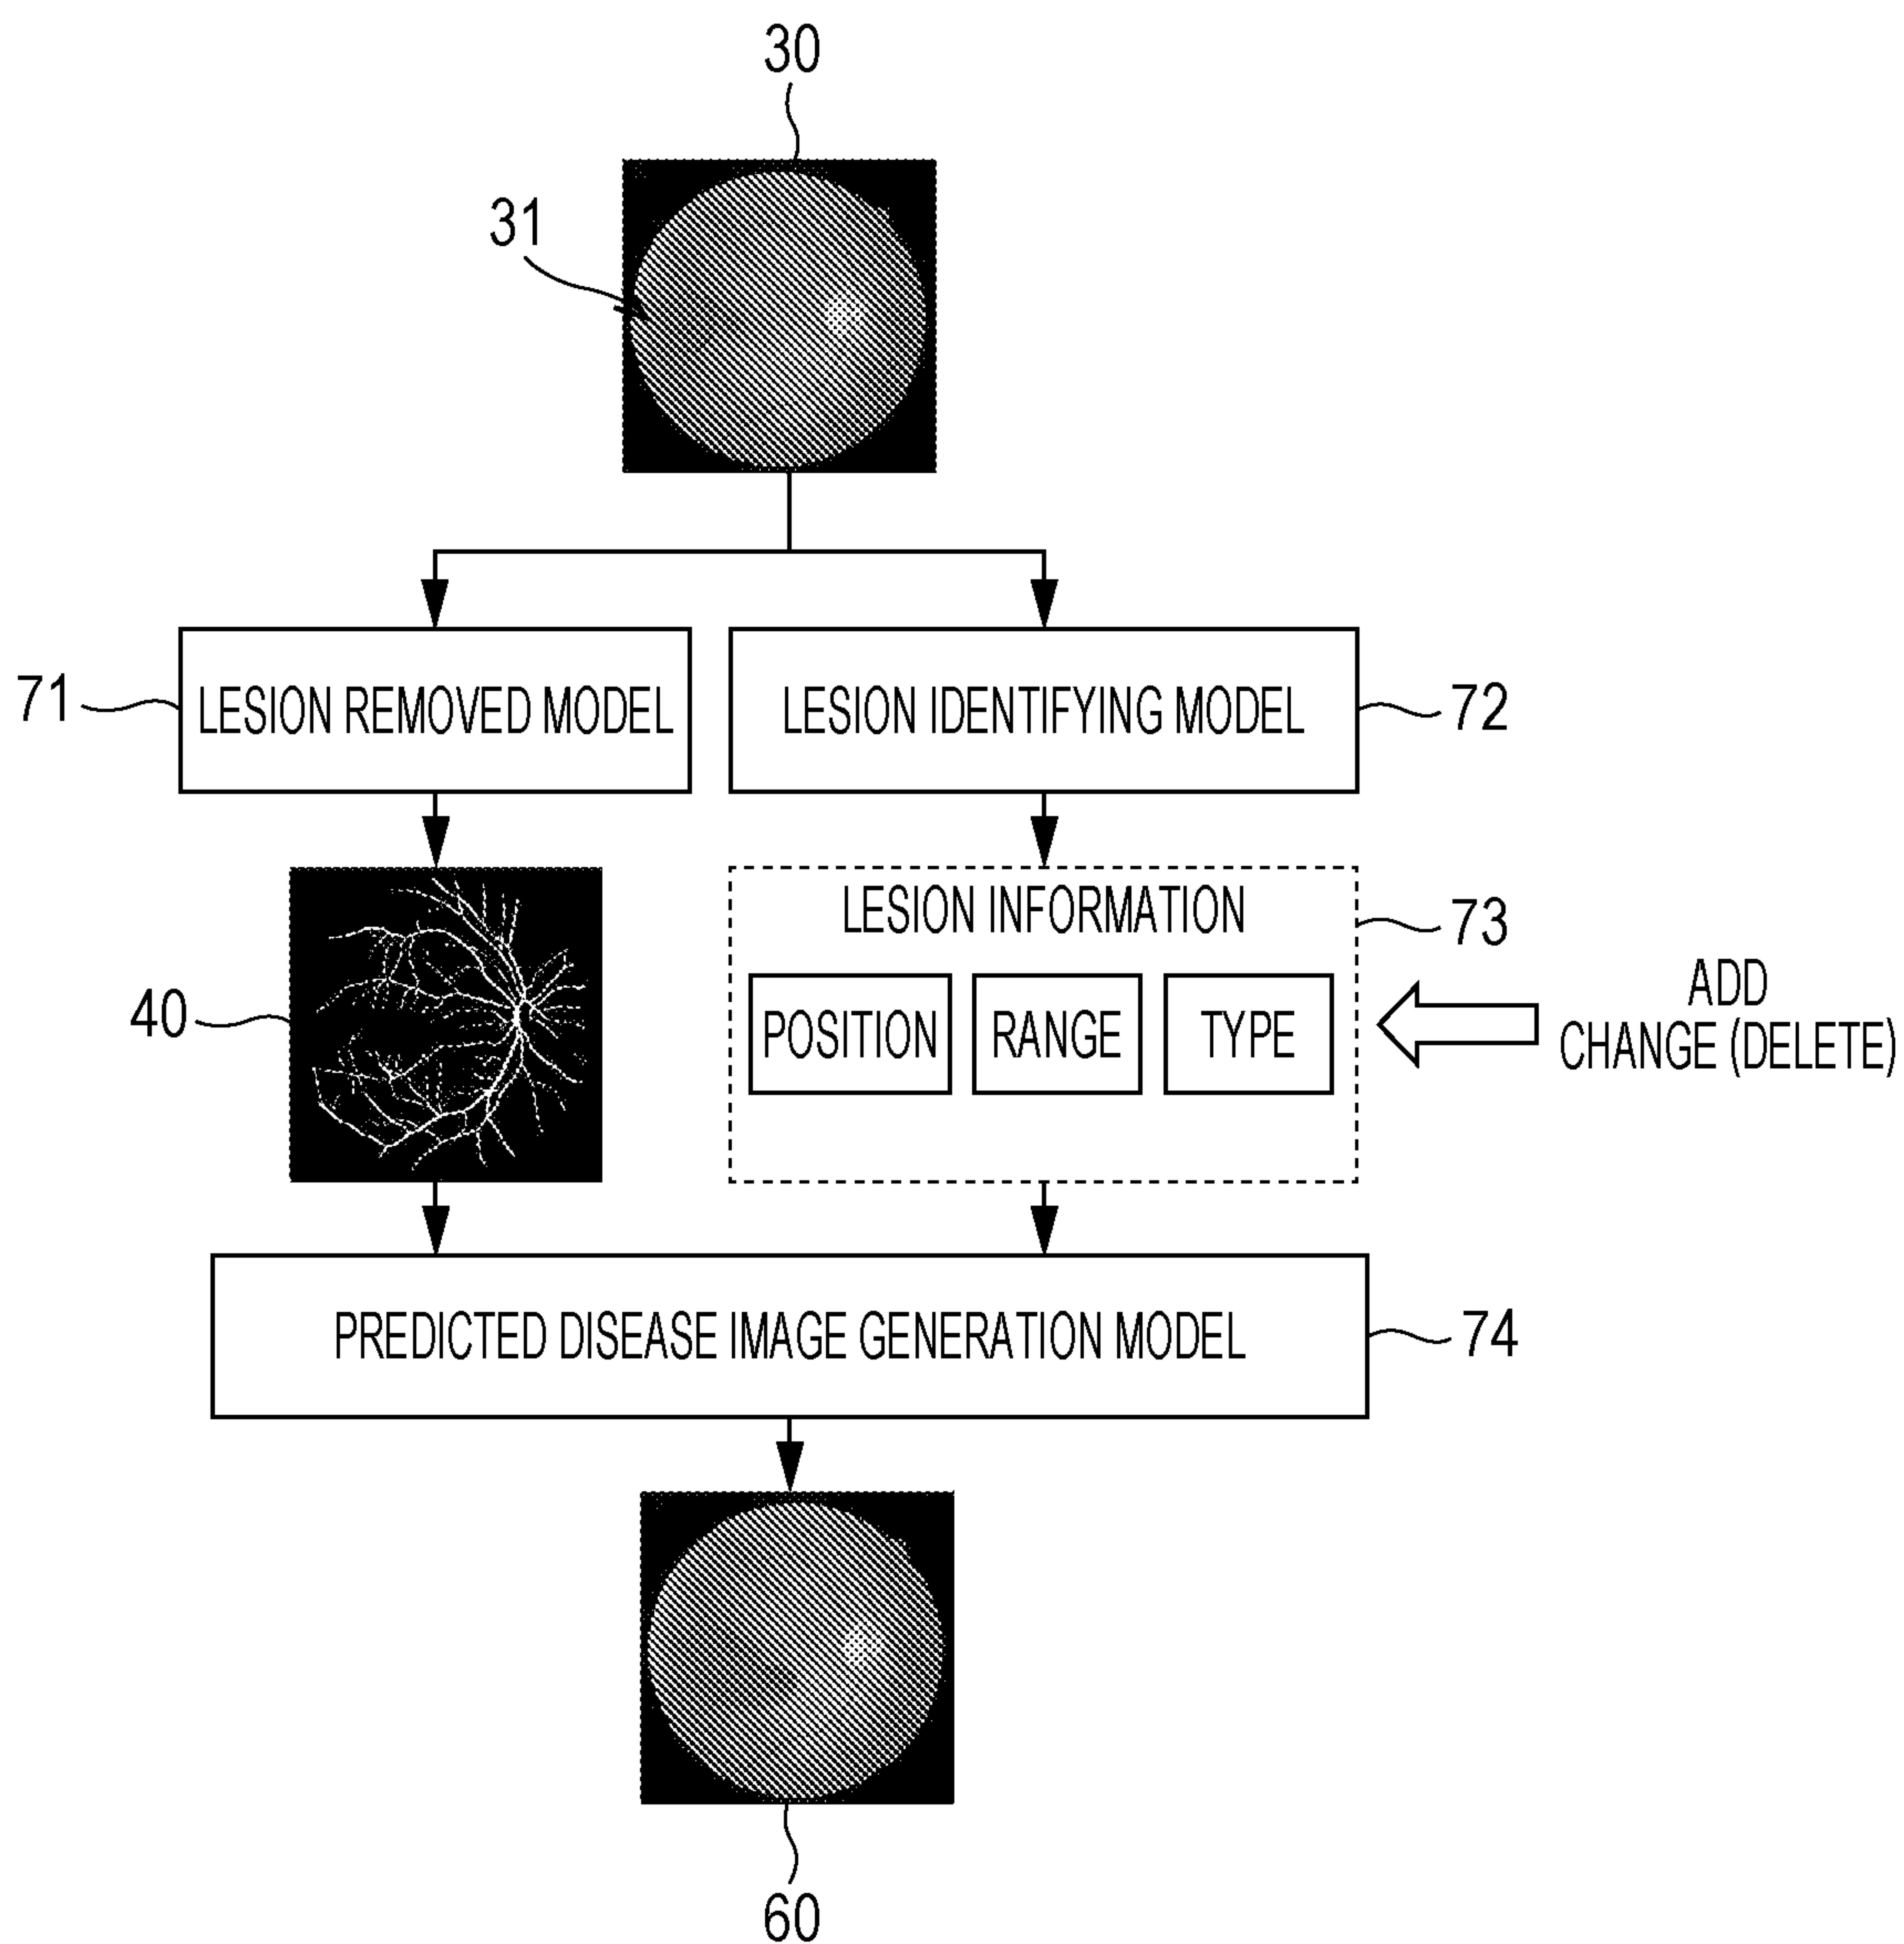 30
31
71
LESION REMOVED MODEL
LESION IDENTIFYING MODEL
72
LESION INFORMATION
73
POSITION
RANGE
TYPE
ADD
CHANGE (DELETE)
40
PREDICTED DISEASE IMAGE GENERATION MODEL
74
60